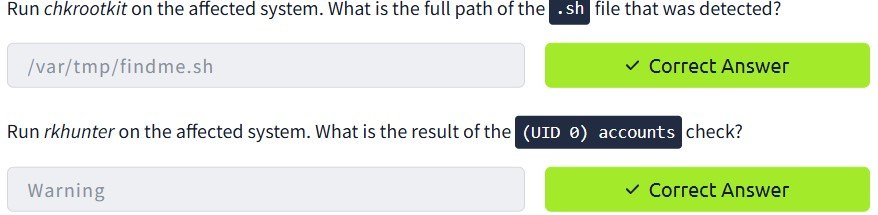 Run chkrootkit on the affected system. What is the full path of the .sh file that was detected?
/var/tmp/findme.sh
✓ Correct Answer
Run rkhunter on the affected system. What is the result of the (UID 0) accounts check?
Warning
✓ Correct Answer